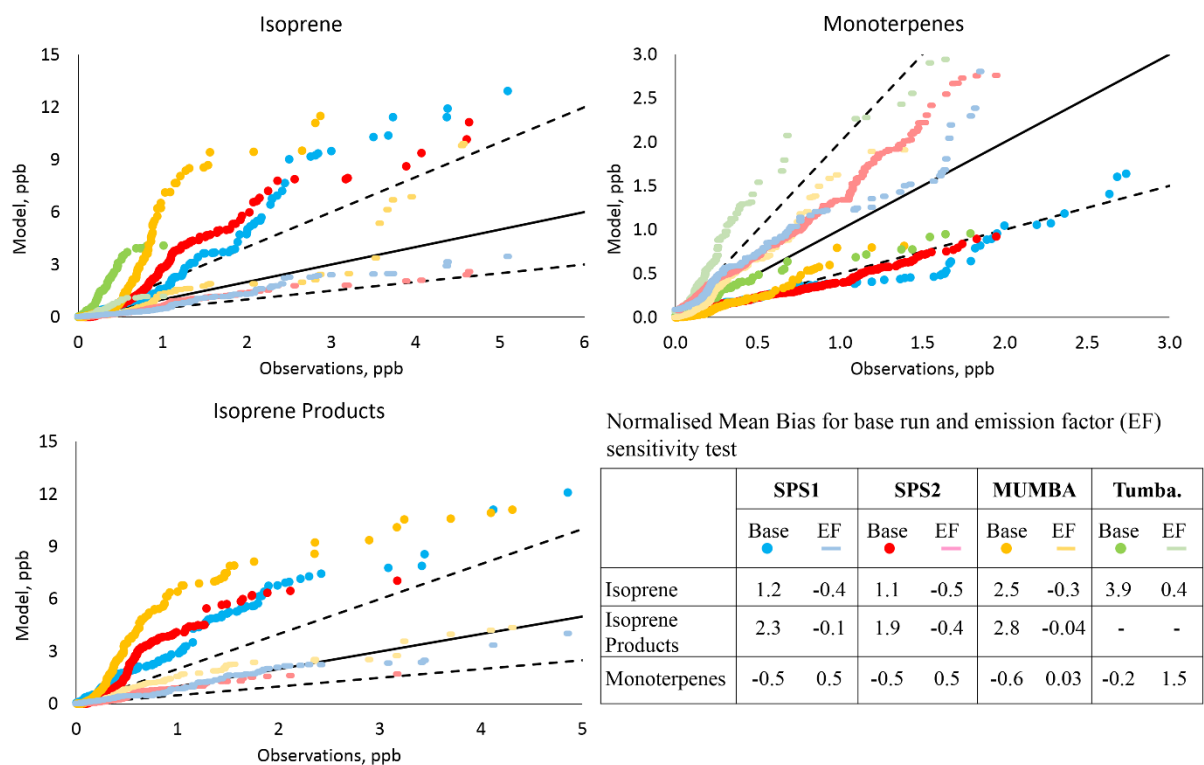 Isoprene
15
12
9
6
3
0
0 1 2 3 4 5 6
Model, ppb
Observations, ppb
Monoterpenes
3.0
2.5
2.0
1.5
1.0
0.5
0.0
0.0 0.5 1.0 1.5 2.0 2.5 3.0
Model, ppb
Observations, ppb
Isoprene Products
15
12
9
6
3
0
0 1 2 3 4 5
Model, ppb
Observations, ppb
Normalised Mean Bias for base run and emission factor (EF)
sensitivity test
SPS1 SPS2 MUMBA Tumba.
Base EF Base EF Base EF Base EF
Isoprene 1.2 -0.4 1.1 -0.5 2.5 -0.3 3.9 0.4
Isoprene
Products 2.3 -0.1 1.9 -0.4 2.8 -0.04 - -
Monoterpenes -0.5 0.5 -0.5 0.5 -0.6 0.03 -0.2 1.5